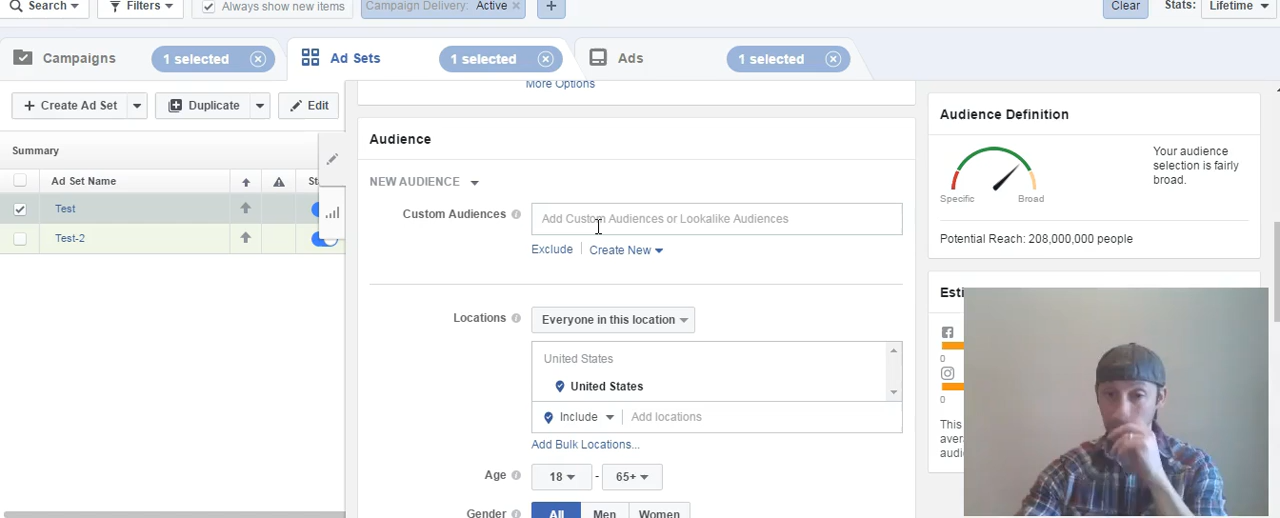 Search Filters Always show new items Campaign Delivery: Active + Clear Stats: Lifetime
Campaigns 1 selected Ad Sets 1 selected Ads 1 selected
More Options
+ Create Ad Set Duplicate Edit
Summary
Ad Set Name
Test
Test-2
Audience
NEW AUDIENCE
Custom Audiences Add Custom Audiences or Lookalike Audiences
Exclude Create New
Locations Everyone in this location
United States
United States
Include Add locations
Add Bulk Locations...
Age 18 - 65+
Gender All Men Women
Audience Definition
Your audience
selection is fairly
broad.
Specific Broad
Potential Reach: 208,000,000 people
0
0
This